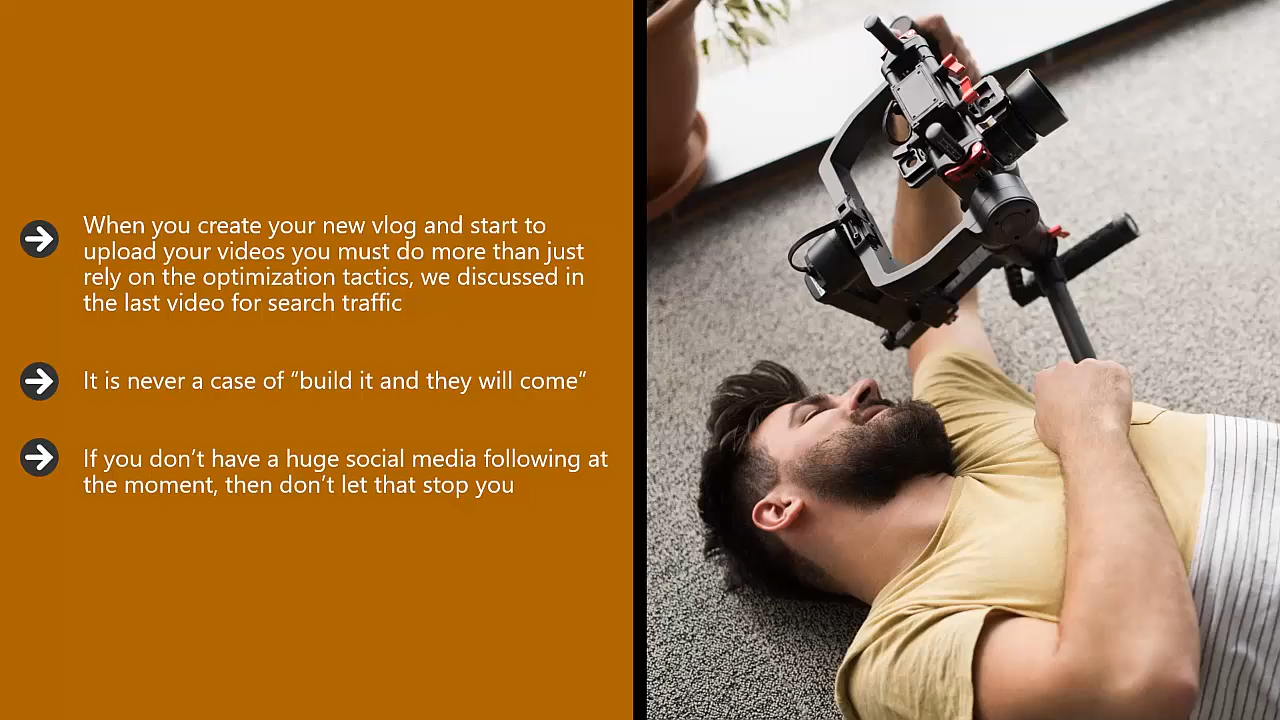 When you create your new vlog and start to
upload your videos you must do more than just
rely on the optimization tactics, we discussed in
the last video for search traffic
It is never a case of “build it and they will come”
If you don’t have a huge social media following at
the moment, then don’t let that stop you